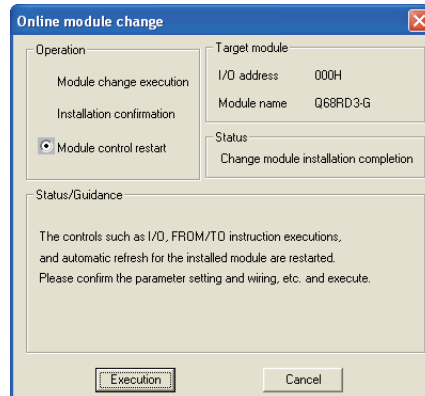 Online module change
Operation
Module change execution
Installation confirmation
Module control restart
Target module
I/O address 000H
Module name Q68RD3-G
Status
Change module installation completion
Status/Guidance
The controls such as I/O, FROM/TO instruction executions,
and automatic refresh for the installed module are restarted.
Please confirm the parameter setting and wiring, etc. and execute.
Execution
Cancel